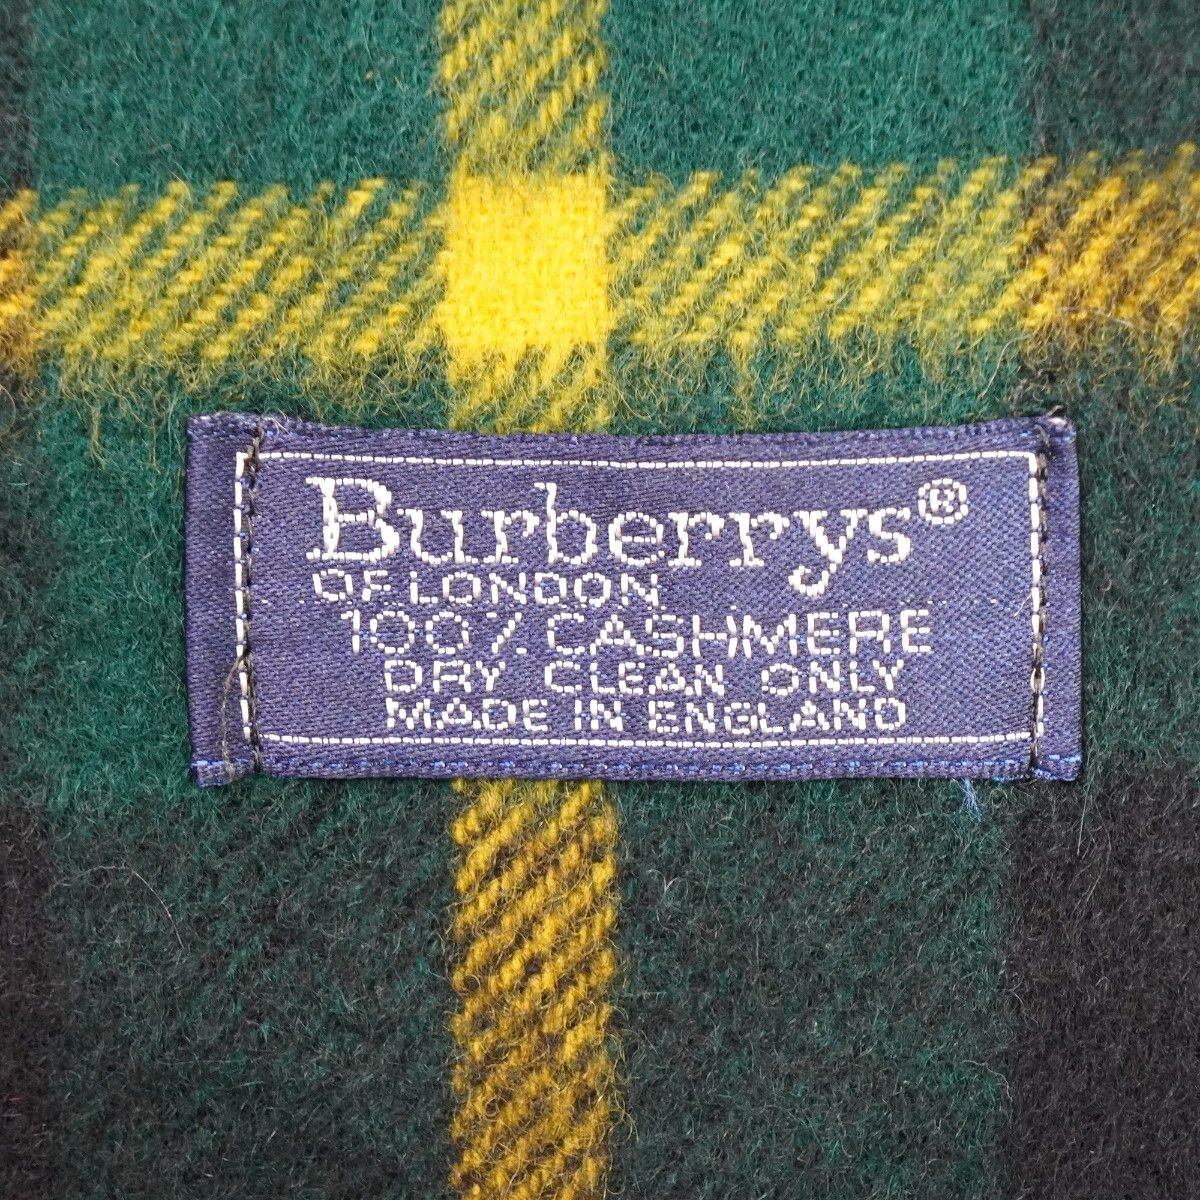 Burberrys®
OF LONDON
100% CASHMERE
DRY CLEAN ONLY
MADE IN ENGLAND